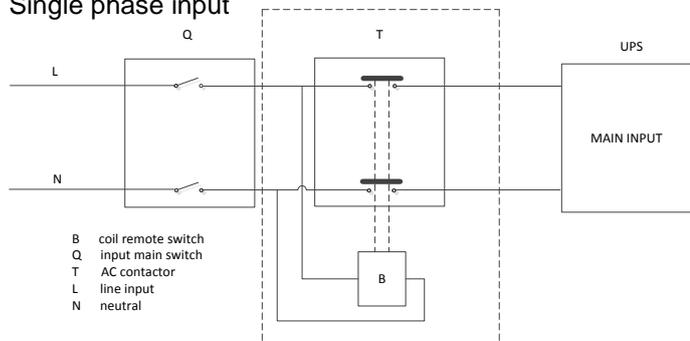 Single phase input
Q
T
UPS
L
MAIN INPUT
N
B coil remote switch
Q input main switch
T AC contactor
L line input
N neutral
B